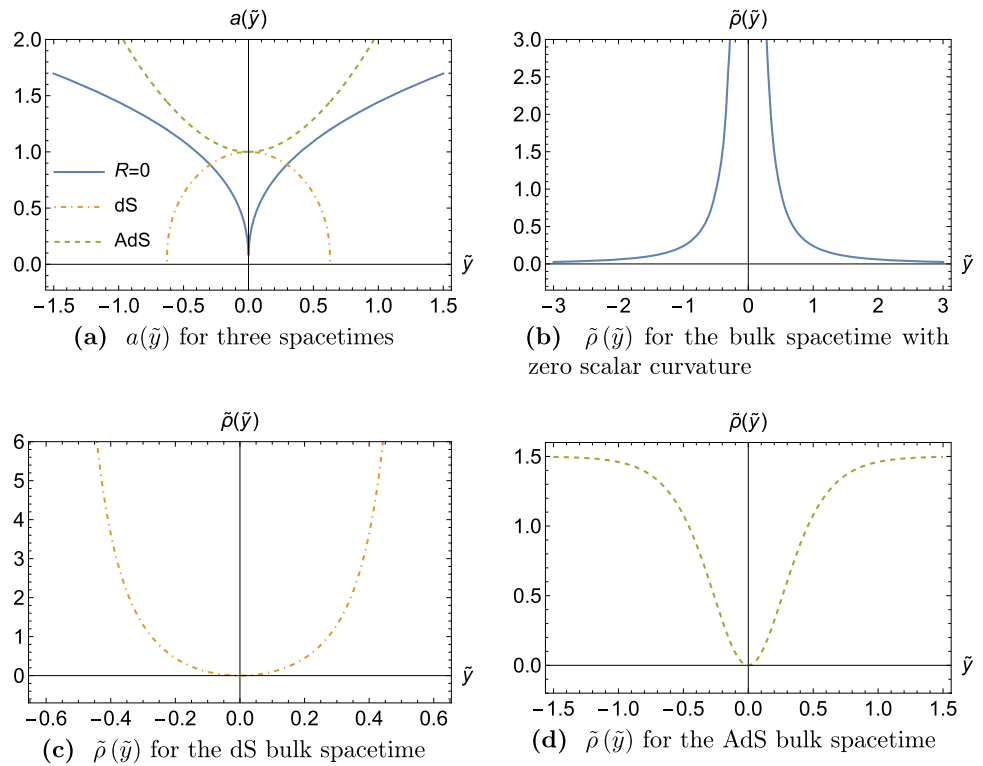 a(ỹ)
2.0
1.5
1.0
0.5
0.0
R=0
dS
AdS
ỹ
−1.5 −1.0 −0.5 0.0 0.5 1.0 1.5
(a) a(ỹ) for three spacetimes
ρ̃(ỹ)
3.0
2.5
2.0
1.5
1.0
0.5
0.0
ỹ
−3 −2 −1 0 1 2 3
(b) ρ̃ (ỹ) for the bulk spacetime with
zero scalar curvature
ρ̃(ỹ)
6
5
4
3
2
1
0
ỹ
−0.6 −0.4 −0.2 0.0 0.2 0.4 0.6
(c) ρ̃ (ỹ) for the dS bulk spacetime
ρ̃(ỹ)
1.5
1.0
0.5
0.0
ỹ
−1.5 −1.0 −0.5 0.0 0.5 1.0 1.5
(d) ρ̃ (ỹ) for the AdS bulk spacetime